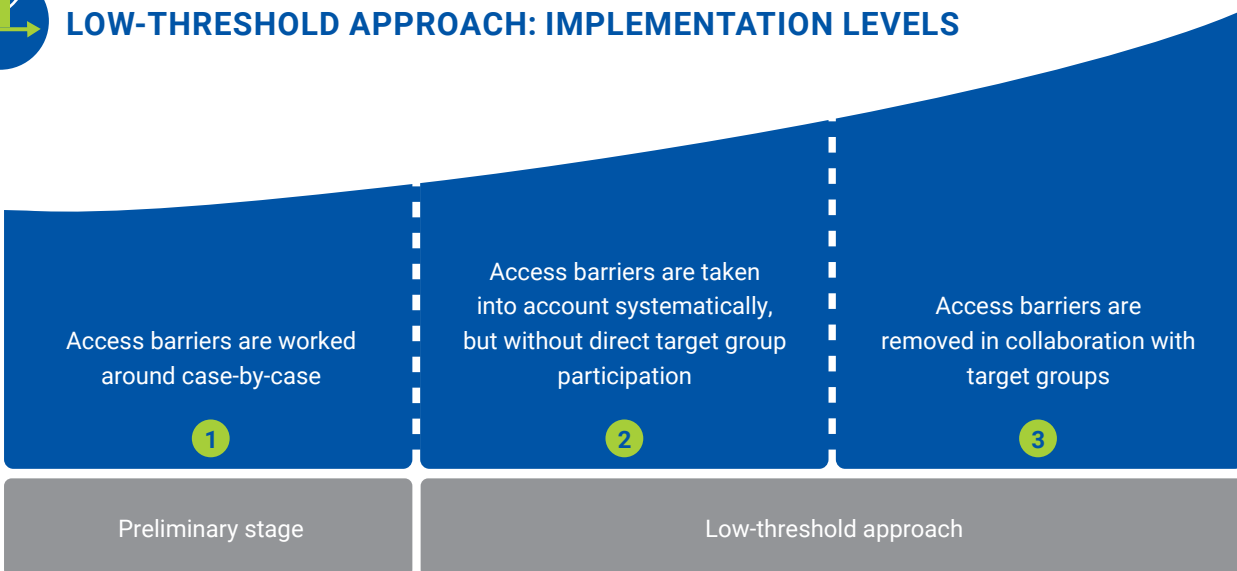 LOW-THRESHOLD APPROACH: IMPLEMENTATION LEVELS
Access barriers are worked
around case-by-case
1
Access barriers are taken
into account systematically,
but without direct target group
participation
2
Access barriers are
removed in collaboration with
target groups
3
Preliminary stage
Low-threshold approach